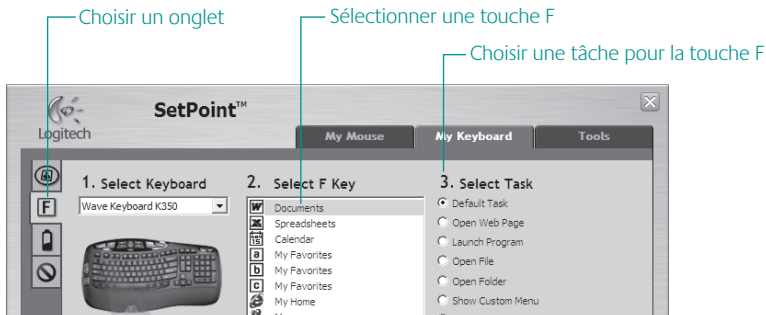 Choisir un onglet
Sélectionner une touche F
Choisir une tâche pour la touche F
Logitech
SetPoint™
My Mouse
My Keyboard
Tools
1. Select Keyboard
Wave Keyboard K350
F
2. Select F Key
Documents
Spreadsheets
Calendar
a My Favorites
b My Favorites
c My Favorites
My Home
3. Select Task
Default Task
Open Web Page
Launch Program
Open File
Open Folder
Show Custom Menu